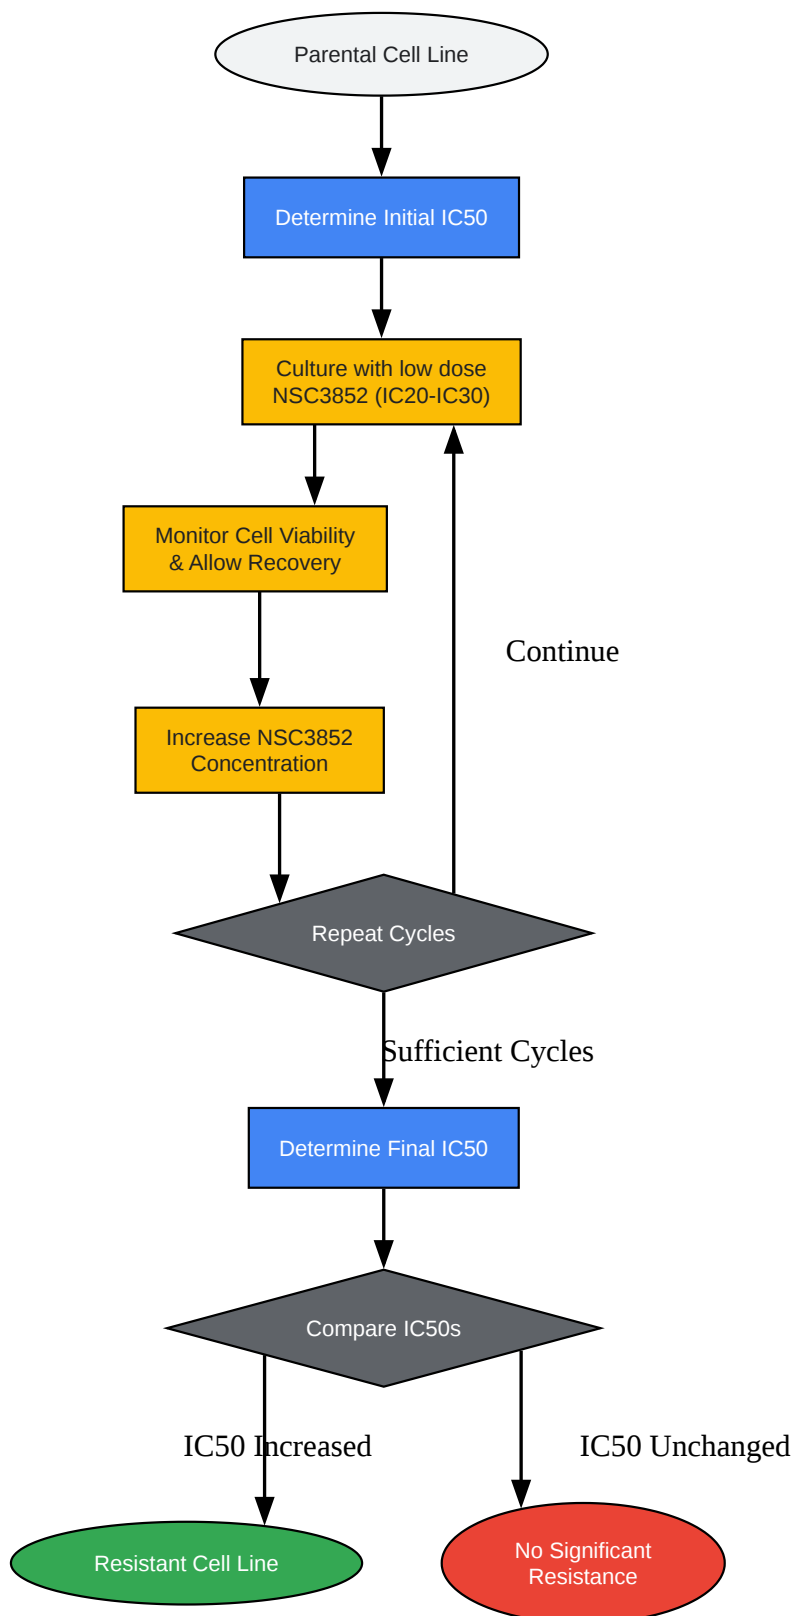 Parental Cell Line
Determine Initial IC50
Culture with low dose
NSC3852 (IC20-IC30)
Monitor Cell Viability
& Allow Recovery
Continue
Increase NSC3852
Concentration
Repeat Cycles
Sufficient Cycles
Determine Final IC50
Compare IC50s
IC50 Increased
IC50 Unchanged
Resistant Cell Line
No Significant
Resistance